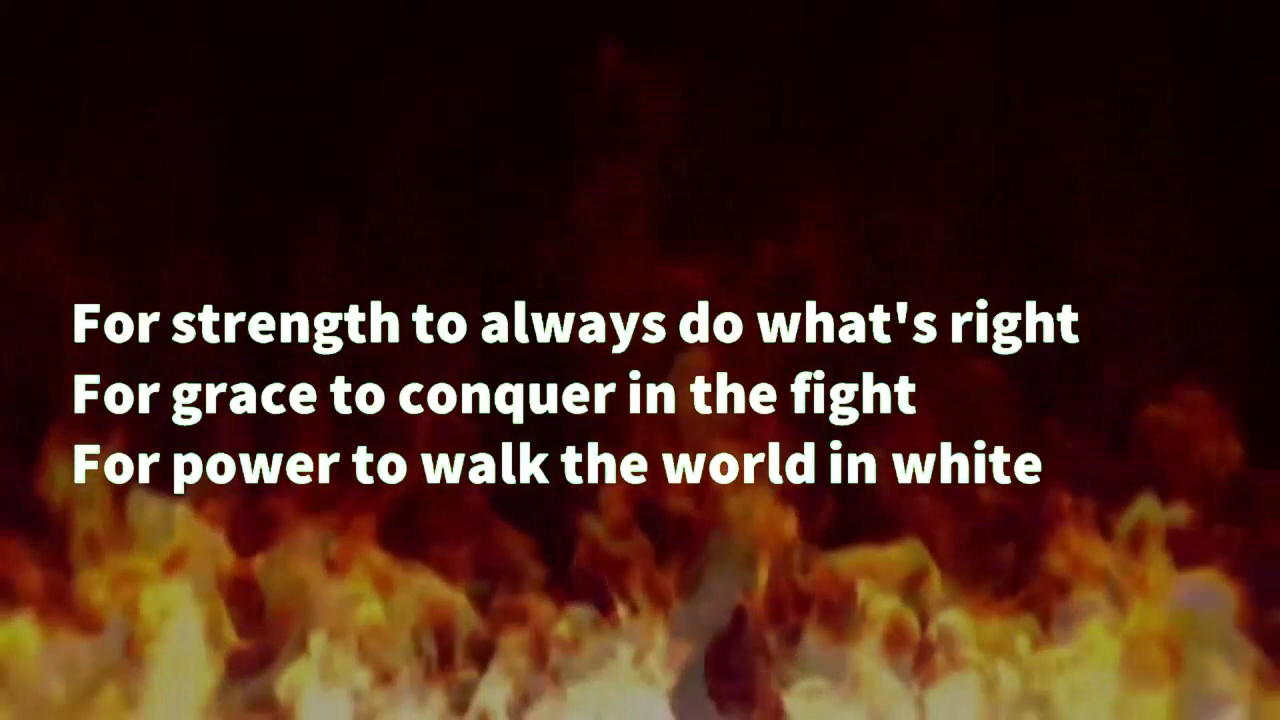 For strength to always do what's right
For grace to conquer in the fight
For power to walk the world in white